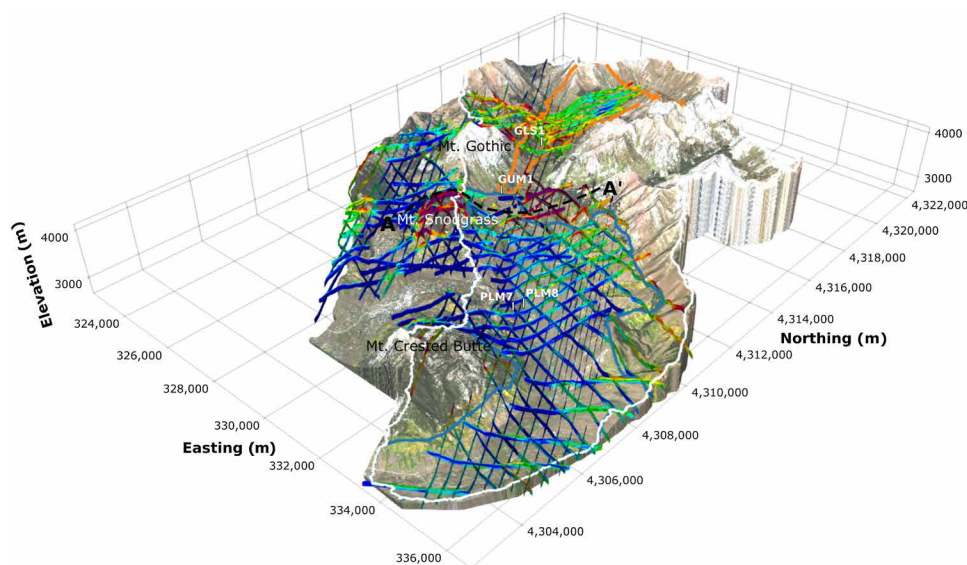 4000
3000
4,322,000
4,320,000
4,318,000
4,316,000
4,314,000
4,312,000
4,310,000
4,308,000
4,306,000
4,304,000
Northing (m)
GLS1
Mt. Gothic
GUM1
A'
A
Mt. Snodgrass
PLM7
PLM8
Mt. Crested Butte
Elevation (m)
4000
3000
324,000
326,000
328,000
330,000
332,000
334,000
336,000
Easting (m)